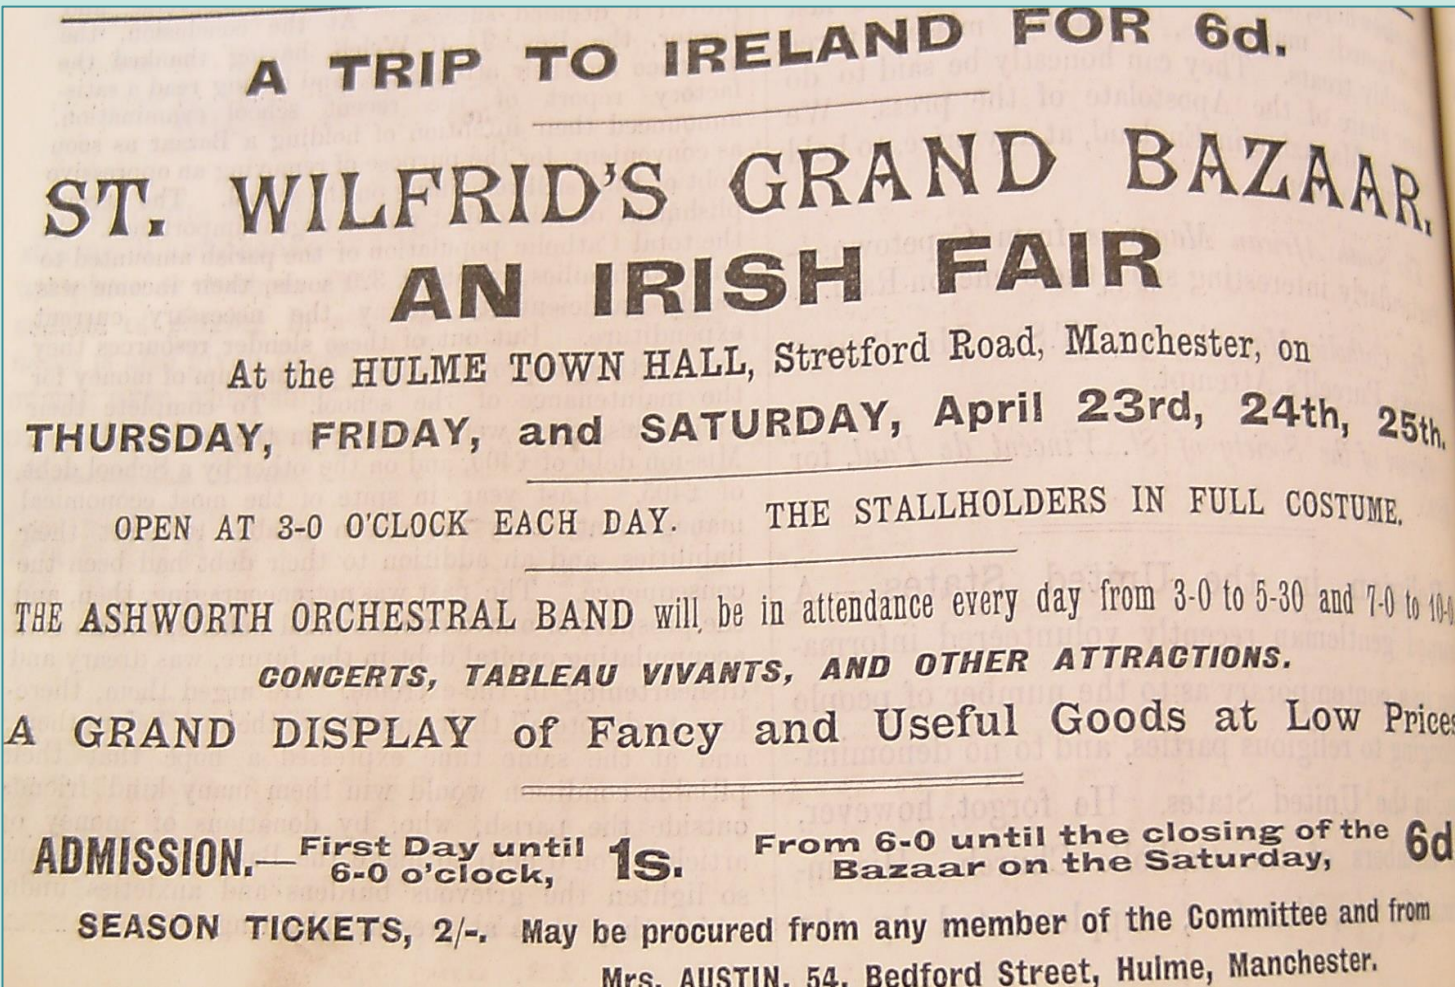 A TRIP TO IRELAND FOR 6d.
ST. WILFRID'S GRAND BAZAAR.
AN IRISH FAIR
At the HULME TOWN HALL, Stretford Road, Manchester, on
THURSDAY, FRIDAY, and SATURDAY, April 23rd, 24th, 25th.
OPEN AT 3-0 O'CLOCK EACH DAY. THE STALLHOLDERS IN FULL COSTUME.
THE ASHWORTH ORCHESTRAL BAND will be in attendance every day from 3-0 to 5-30 and 7-0 to 10-0
CONCERTS, TABLEAU VIVANTS, AND OTHER ATTRACTIONS.
A GRAND DISPLAY of Fancy and Useful Goods at Low Prices
ADMISSION.—First Day until 6-0 o'clock, 1s. From 6-0 until the closing of the Bazaar on the Saturday, 6d
SEASON TICKETS, 2/-. May be procured from any member of the Committee and from
Mrs. AUSTIN, 54, Bedford Street, Hulme, Manchester.